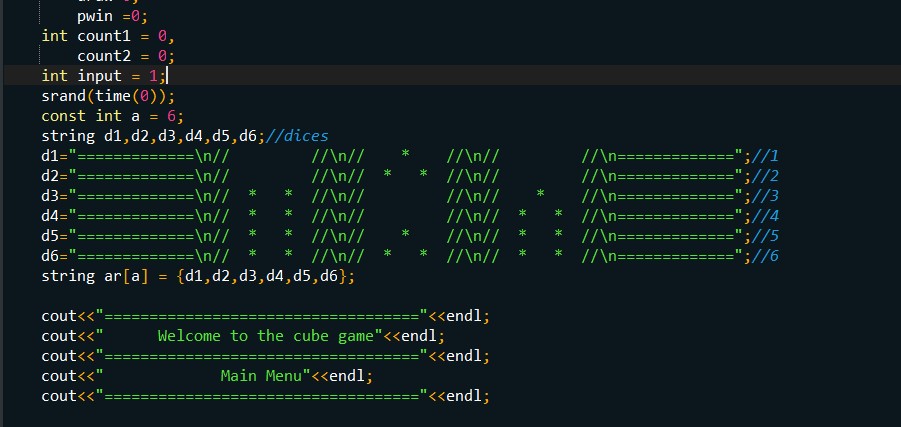 pwin =0;
int count1 = 0,
    count2 = 0;
int input = 1;
srand(time(0));
const int a = 6;
string d1,d2,d3,d4,d5,d6;//dices
d1="=============\n//         //\n//    *    //\n//         //\n=============";//1
d2="=============\n//         //\n//  *   *  //\n//         //\n=============";//2
d3="=============\n//  *   *  //\n//         //\n//    *    //\n=============";//3
d4="=============\n//  *   *  //\n//         //\n//  *   *  //\n=============";//4
d5="=============\n//  *   *  //\n//    *    //\n//  *   *  //\n=============";//5
d6="=============\n//  *   *  //\n//  *   *  //\n//  *   *  //\n=============";//6
string ar[a] = {d1,d2,d3,d4,d5,d6};
cout<<"==================================="<<endl;
cout<<"      Welcome to the cube game"<<endl;
cout<<"==================================="<<endl;
cout<<"             Main Menu"<<endl;
cout<<"==================================="<<endl;